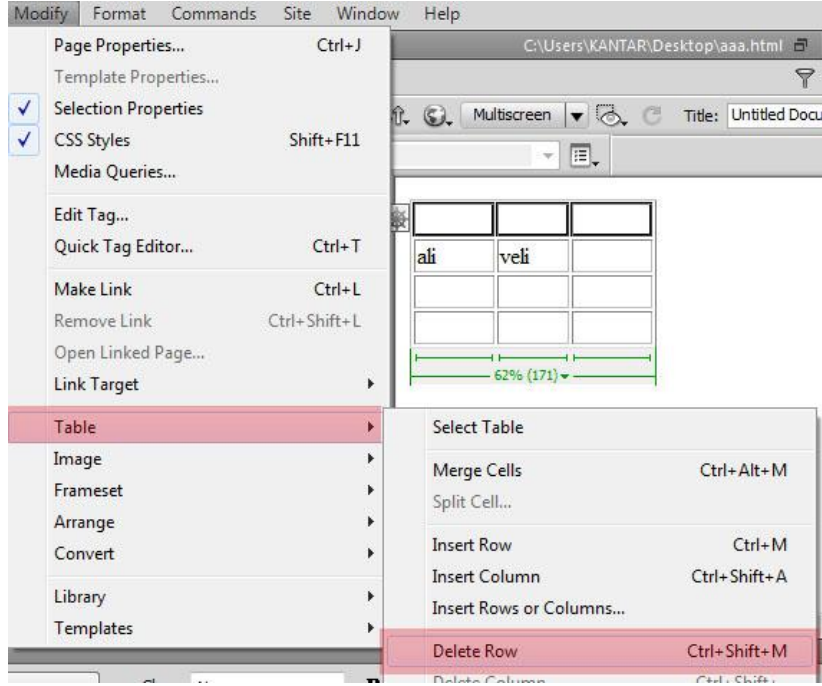 Modify Format Commands Site Window Help
C:\Users\KANTAR\Desktop\aaa.html
Page Properties... Ctrl+J
Template Properties...
Selection Properties
CSS Styles Shift+F11
Media Queries...
Edit Tag...
Quick Tag Editor... Ctrl+T
Make Link Ctrl+L
Remove Link Ctrl+Shift+L
Open Linked Page...
Link Target
Table
Image
Frameset
Arrange
Convert
Library
Templates
Multiscreen Title: Untitled Docu
ali veli
62% (171)
Select Table
Merge Cells Ctrl+Alt+M
Split Cell...
Insert Row Ctrl+M
Insert Column Ctrl+Shift+A
Insert Rows or Columns...
Delete Row Ctrl+Shift+M
Delete Column Ctrl+Shift+